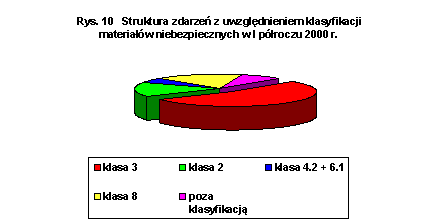 Rys. 10 Struktura zdarzeń z uwzględnieniem klasyfikacji
materiałów niebezpiecznych w I półroczu 2000 r.
klasa 3
klasa 2
klasa 4.2 + 6.1
klasa 8
poza
klasyfikacją